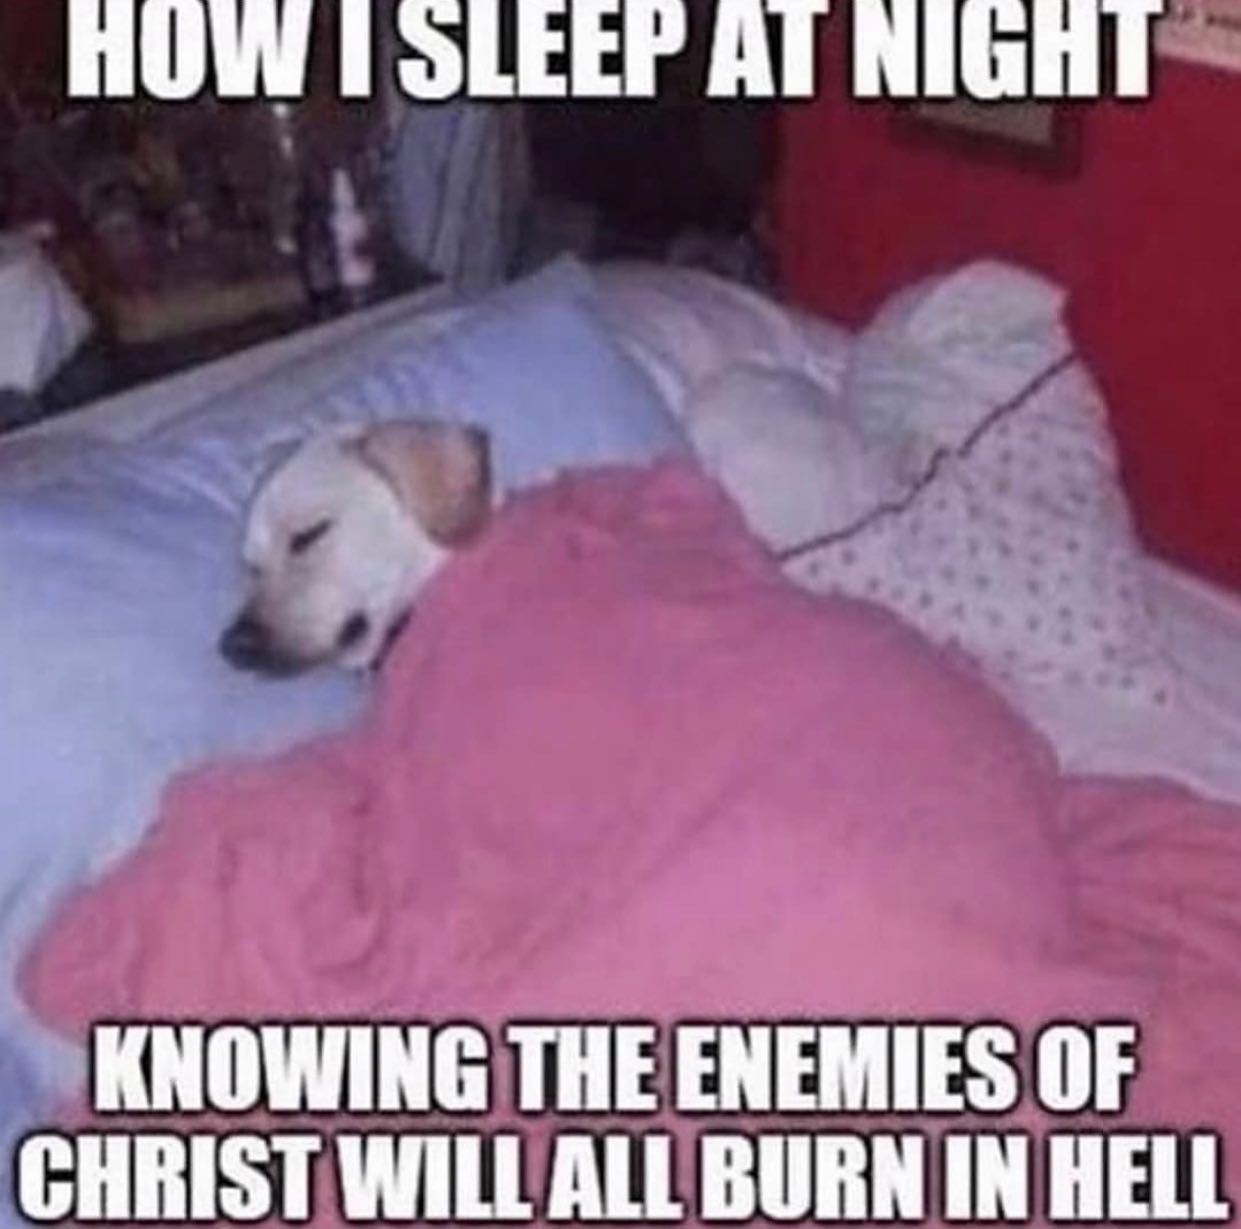 HOW I SLEEP AT NIGHT
KNOWING THE ENEMIES OF
CHRIST WILL ALL BURN IN HELL